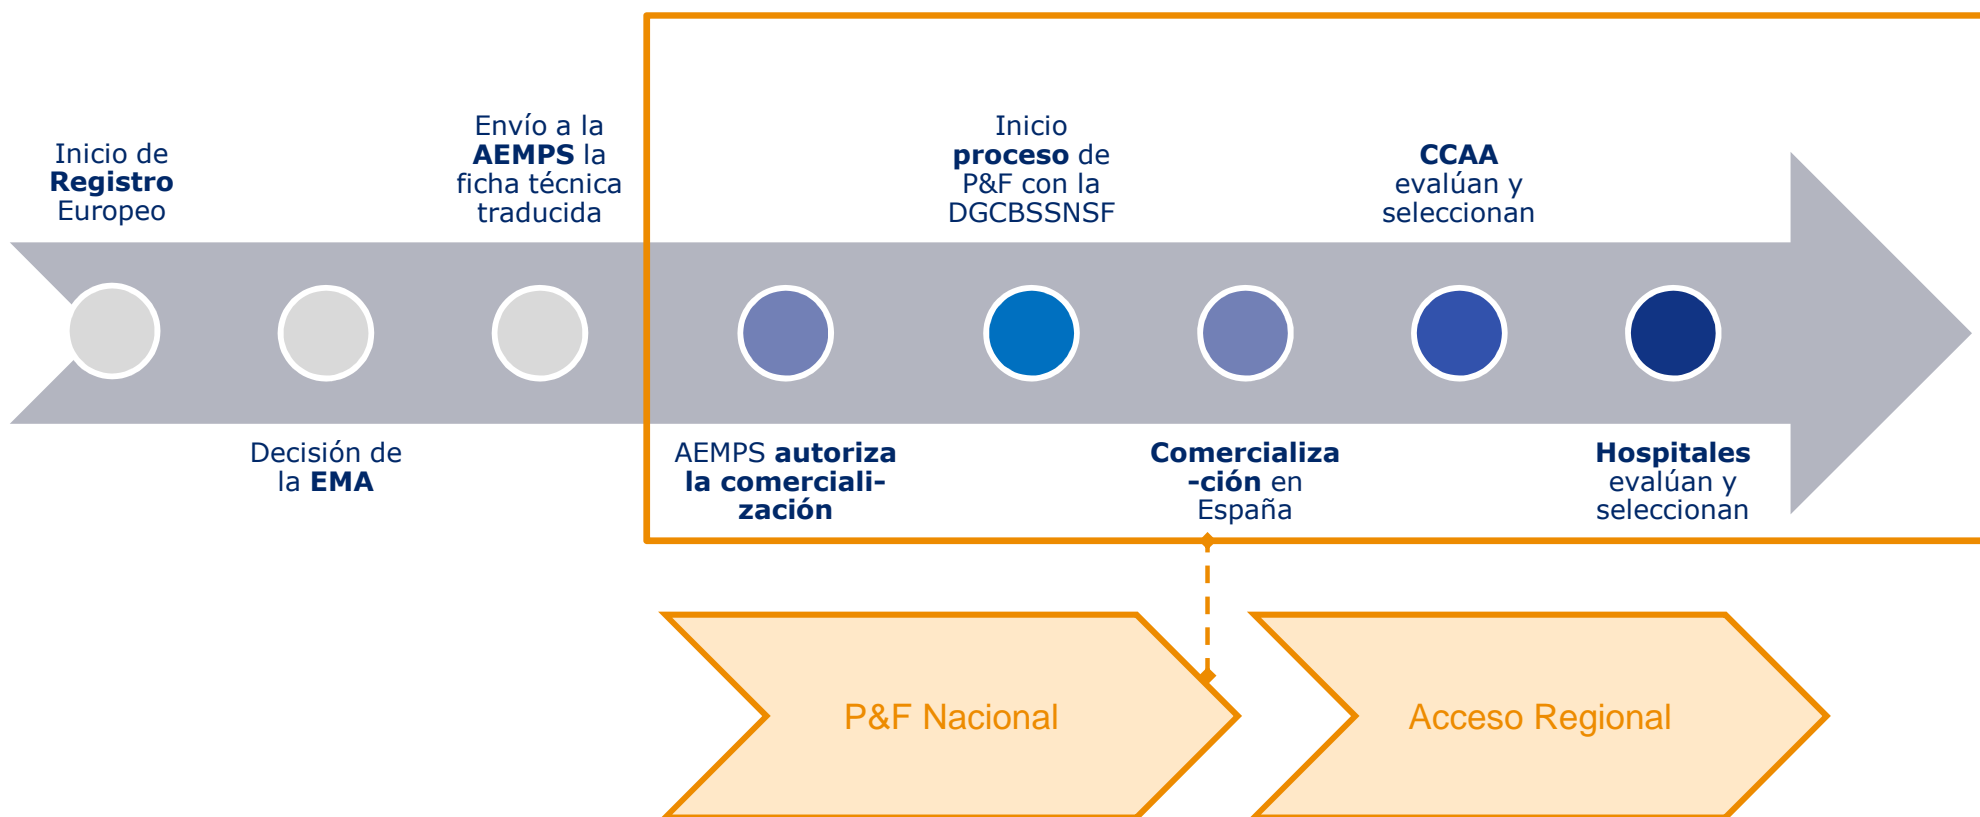 Inicio de
Registro
Europeo
Decisión de
la EMA
Envío a la
AEMPS la
ficha técnica
traducida
AEMPS autoriza
la comerciali-
zación
Inicio
proceso de
P&F con la
DGCBSSNSF
Comercializa
-ción en
España
CCAA
evalúan y
seleccionan
Hospitales
evalúan y
seleccionan
P&F Nacional
Acceso Regional